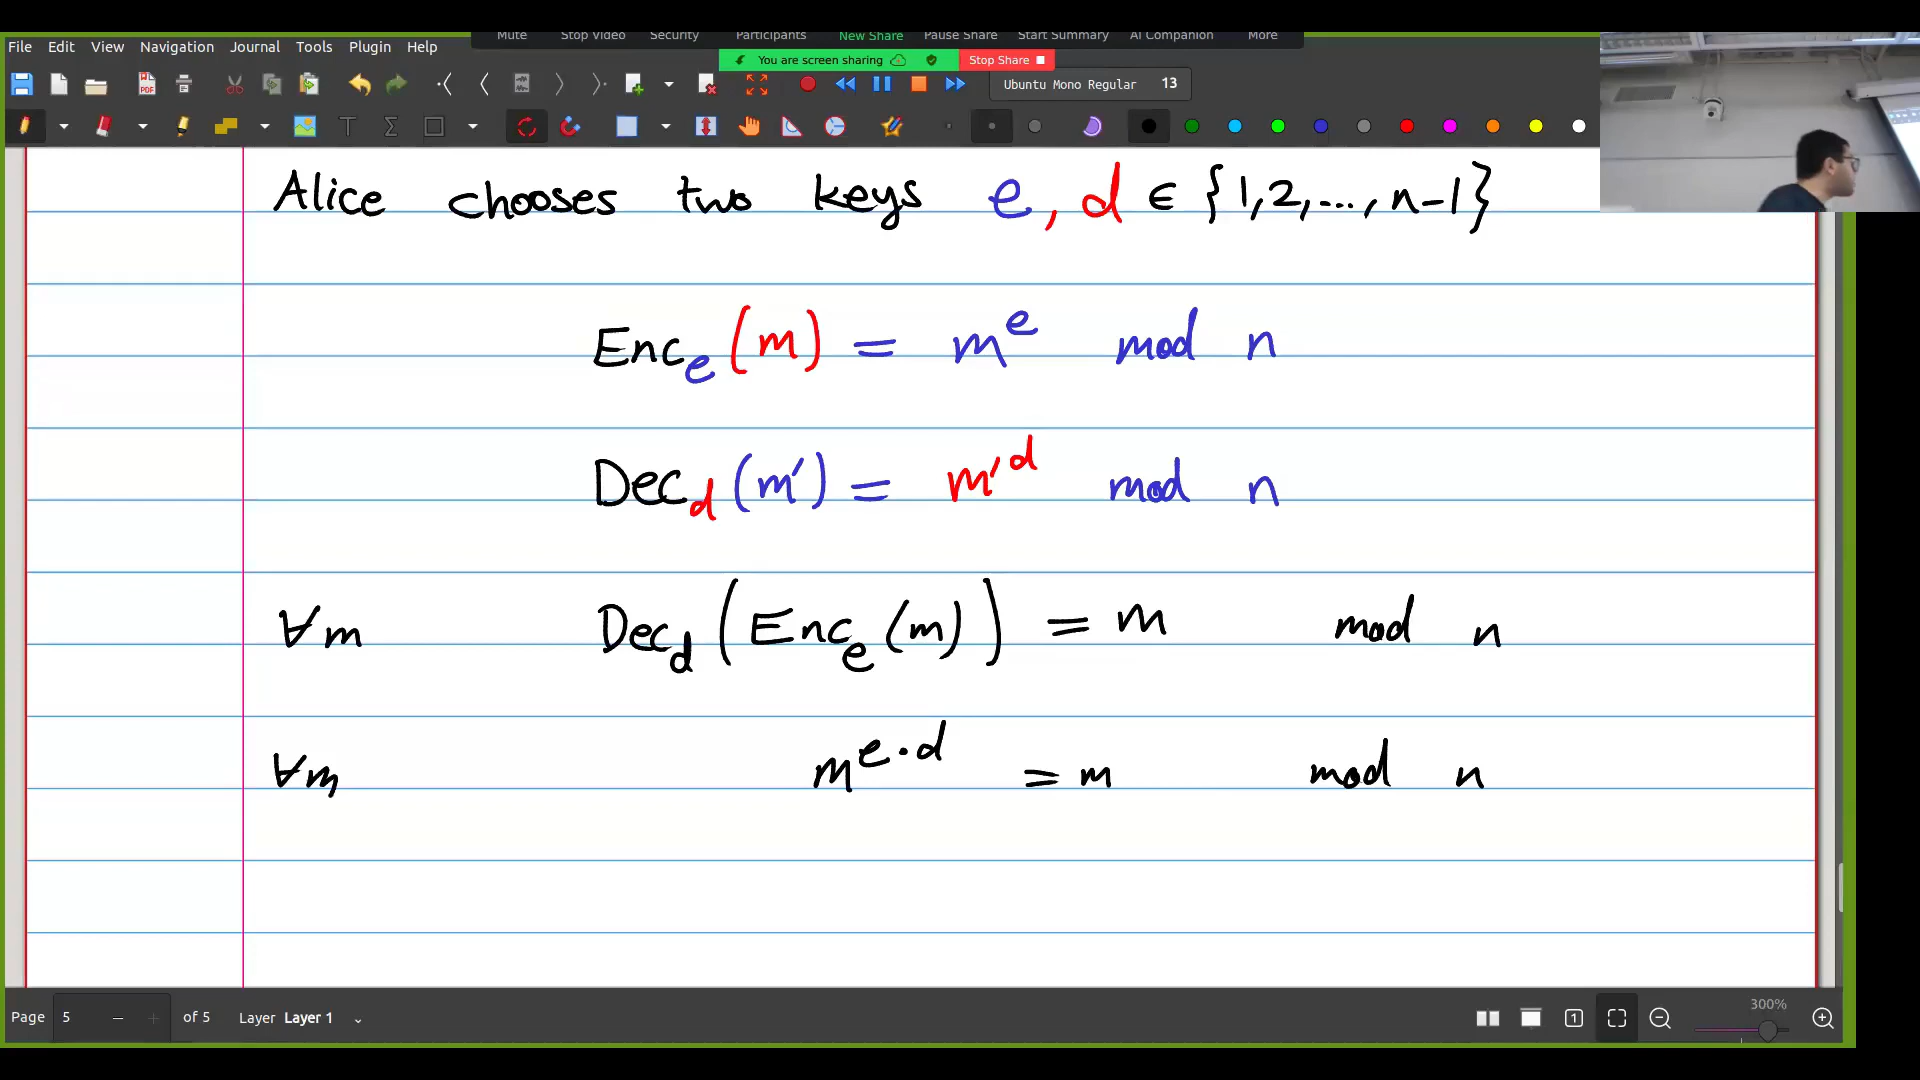 Mute Stop Video Security Participants New Share Pause Share Start Summary AI Companion More
File Edit View Navigation Journal Tools Plugin Help
You are screen sharing Stop Share
PDF Ubuntu Mono Regular 13
Alice chooses two keys e, d ∈ {1,2,...,n-1}
Enc_e (m) = m^e mod n
Dec_d (m') = m'^d mod n
∀m Dec_d (Enc_e (m)) = m mod n
∀m m^{e·d} = m mod n
Page 5 of 5 Layer Layer 1 1 300%